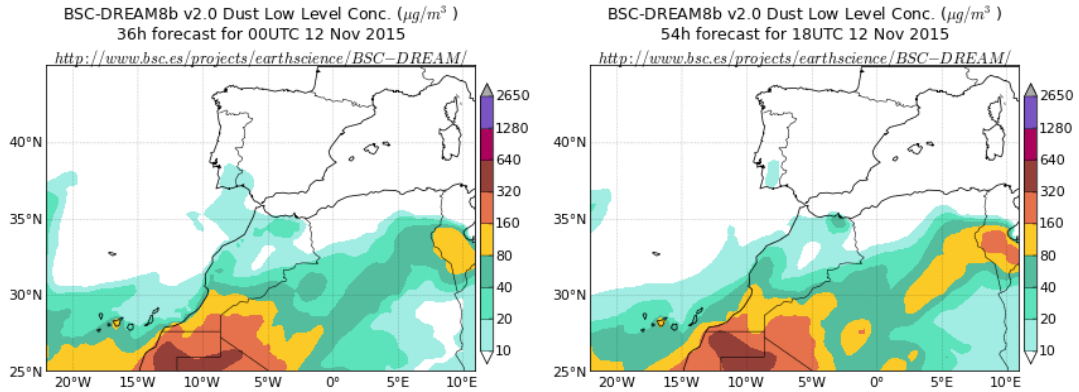 BSC-DREAM8b v2.0 Dust Low Level Conc. (μg/m³ )
36h forecast for 00UTC 12 Nov 2015
http://www.bsc.es/projects/earthscience/BSC−DREAM/
2650
1280
640
320
160
80
40
20
10
40°N
35°N
30°N
25°N
20°W
15°W
10°W
5°W
0°
5°E
10°E
BSC-DREAM8b v2.0 Dust Low Level Conc. (μg/m³ )
54h forecast for 18UTC 12 Nov 2015
http://www.bsc.es/projects/earthscience/BSC−DREAM/
2650
1280
640
320
160
80
40
20
10
40°N
35°N
30°N
25°N
20°W
15°W
10°W
5°W
0°
5°E
10°E